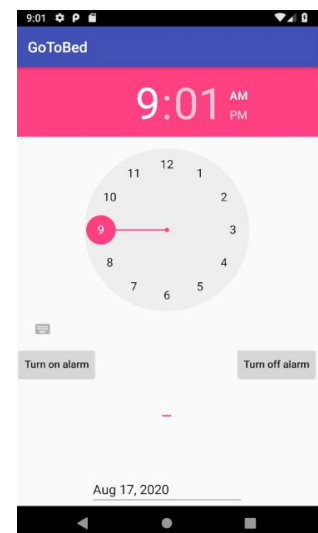 9:01
GoToBed
9:01 AM
PM
12
11 1
10 2
9 3
8 4
7 5
6
Turn on alarm Turn off alarm
Aug 17, 2020